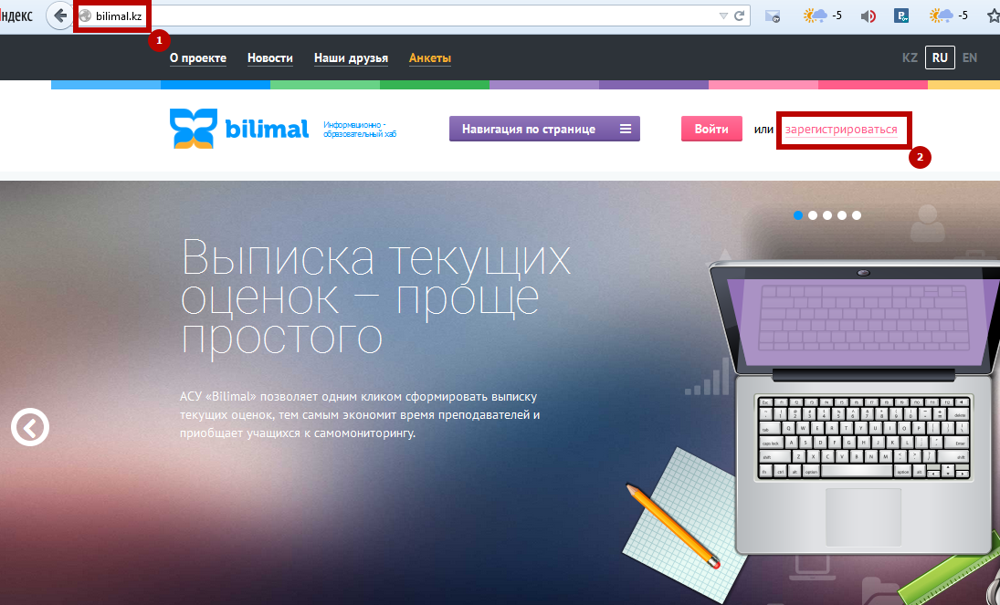 ндекс
bilimal.kz
-5
-5
1
О проекте Новости Наши друзья Анкеты
KZ RU EN
bilimal
Информационно -
образовательный хаб
Навигация по странице
Войти или зарегистрироваться
2
Выписка текущих
оценок – проще
простого
АСУ «Bilimal» позволяет одним кликом сформировать выписку
текущих оценок, тем самым экономит время преподавателей и
приобщает учащихся к самомониторингу.